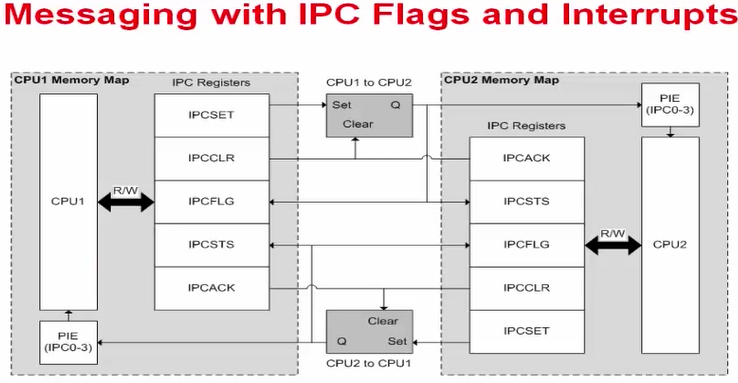 Messaging with IPC Flags and Interrupts
CPU1 Memory Map
IPC Registers
CPU1 to CPU2
CPU2 Memory Map
Set Q
Clear
PIE
(IPC0-3)
IPC Registers
IPCSET
IPCCLR
IPCFLG
IPCSTS
IPCACK
CPU1
R/W
PIE
(IPC0-3)
IPCACK
IPCSTS
IPCFLG
IPCCLR
IPCSET
R/W
CPU2
Clear
Q Set
CPU2 to CPU1